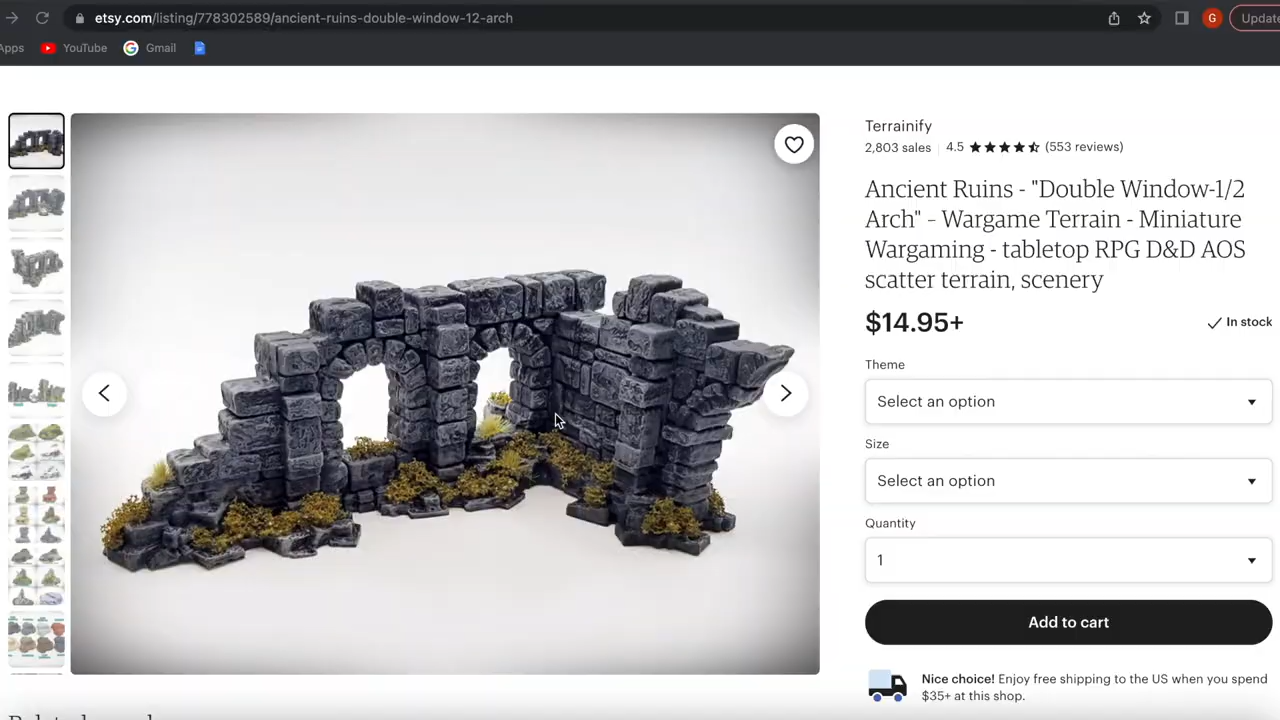 etsy.com/listing/778302589/ancient-ruins-double-window-12-arch
G
Update
Apps
YouTube
Gmail
Terrainify
2,803 sales
4.5
(553 reviews)
Ancient Ruins - "Double Window-1/2
Arch" - Wargame Terrain - Miniature
Wargaming - tabletop RPG D&D AOS
scatter terrain, scenery
$14.95+
In stock
Theme
Select an option
Size
Select an option
Quantity
1
Add to cart
Nice choice! Enjoy free shipping to the US when you spend
$35+ at this shop.